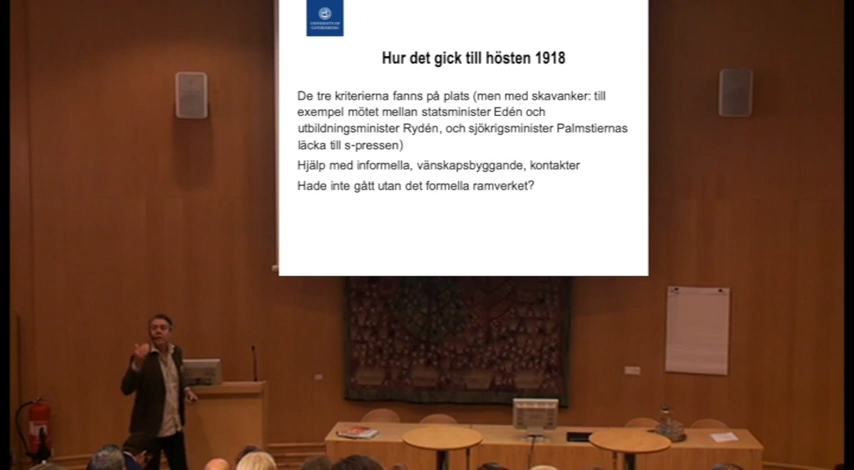 UNIVERSITY OF
GOTHENBURG
Hur det gick till hösten 1918
De tre kriterierna fanns på plats (men med skavanker: till
exempel mötet mellan statsminister Edén och
utbildningsminister Rydén, och sjökrigsminister Palmstiernas
läcka till s-pressen)
Hjälp med informella, vänskapsbyggande, kontakter
Hade inte gått utan det formella ramverket?